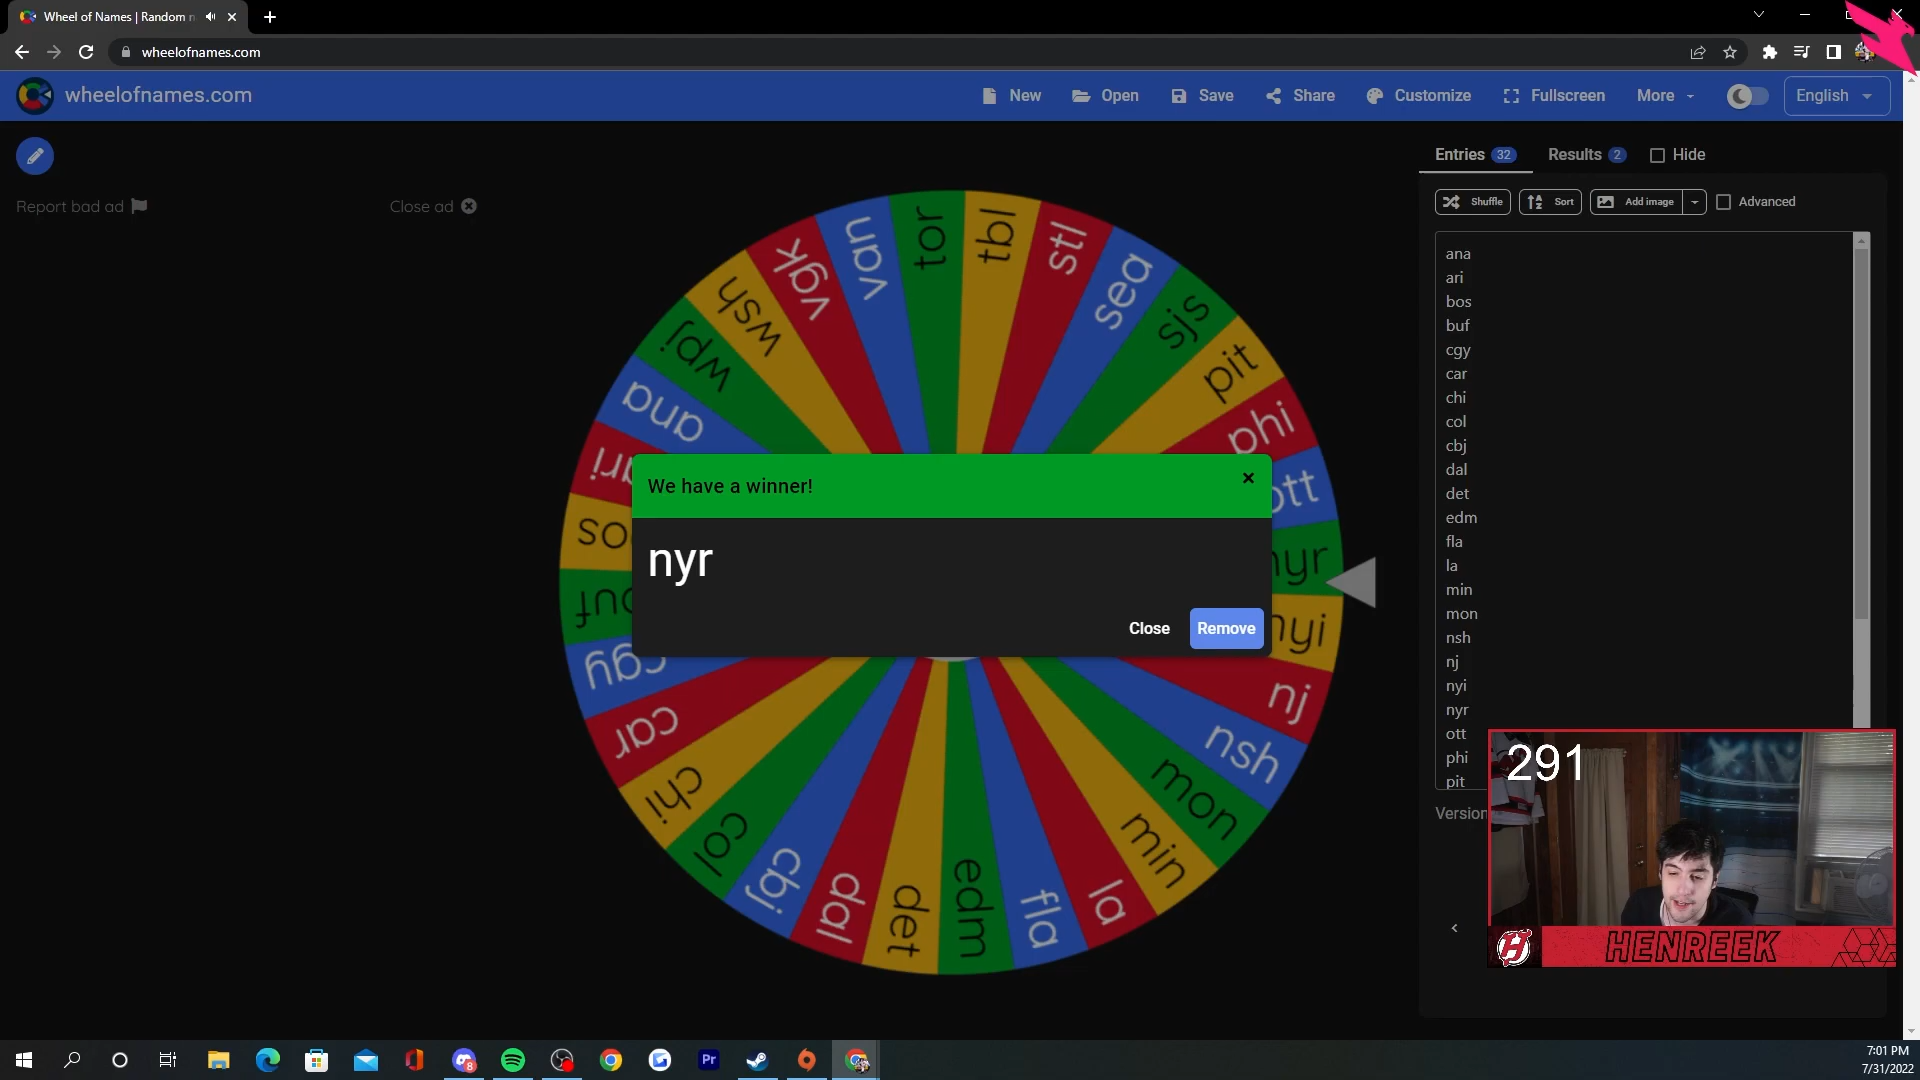 Wheel of Names | Random n
wheelofnames.com
wheelofnames.com
New
Open
Save
Share
Customize
Fullscreen
More
English
Report bad ad
Close ad
Entries 32
Results 2
Hide
Shuffle
Sort
Add image
Advanced
ana
ari
bos
buf
cgy
car
chi
col
cbj
dal
det
edm
fla
la
min
mon
nsh
nj
nyi
nyr
ott
phi
pit
Version
tor
tbl
stl
sea
sjs
pit
phi
ott
nyr
nyi
nj
nsh
mon
min
la
fla
edm
det
dal
cbj
col
chi
car
cgy
ana
wpj
wsh
vgk
van
We have a winner!
nyr
Close
Remove
291
H
HENREEK
8
Pr
7:01 PM
7/31/2022